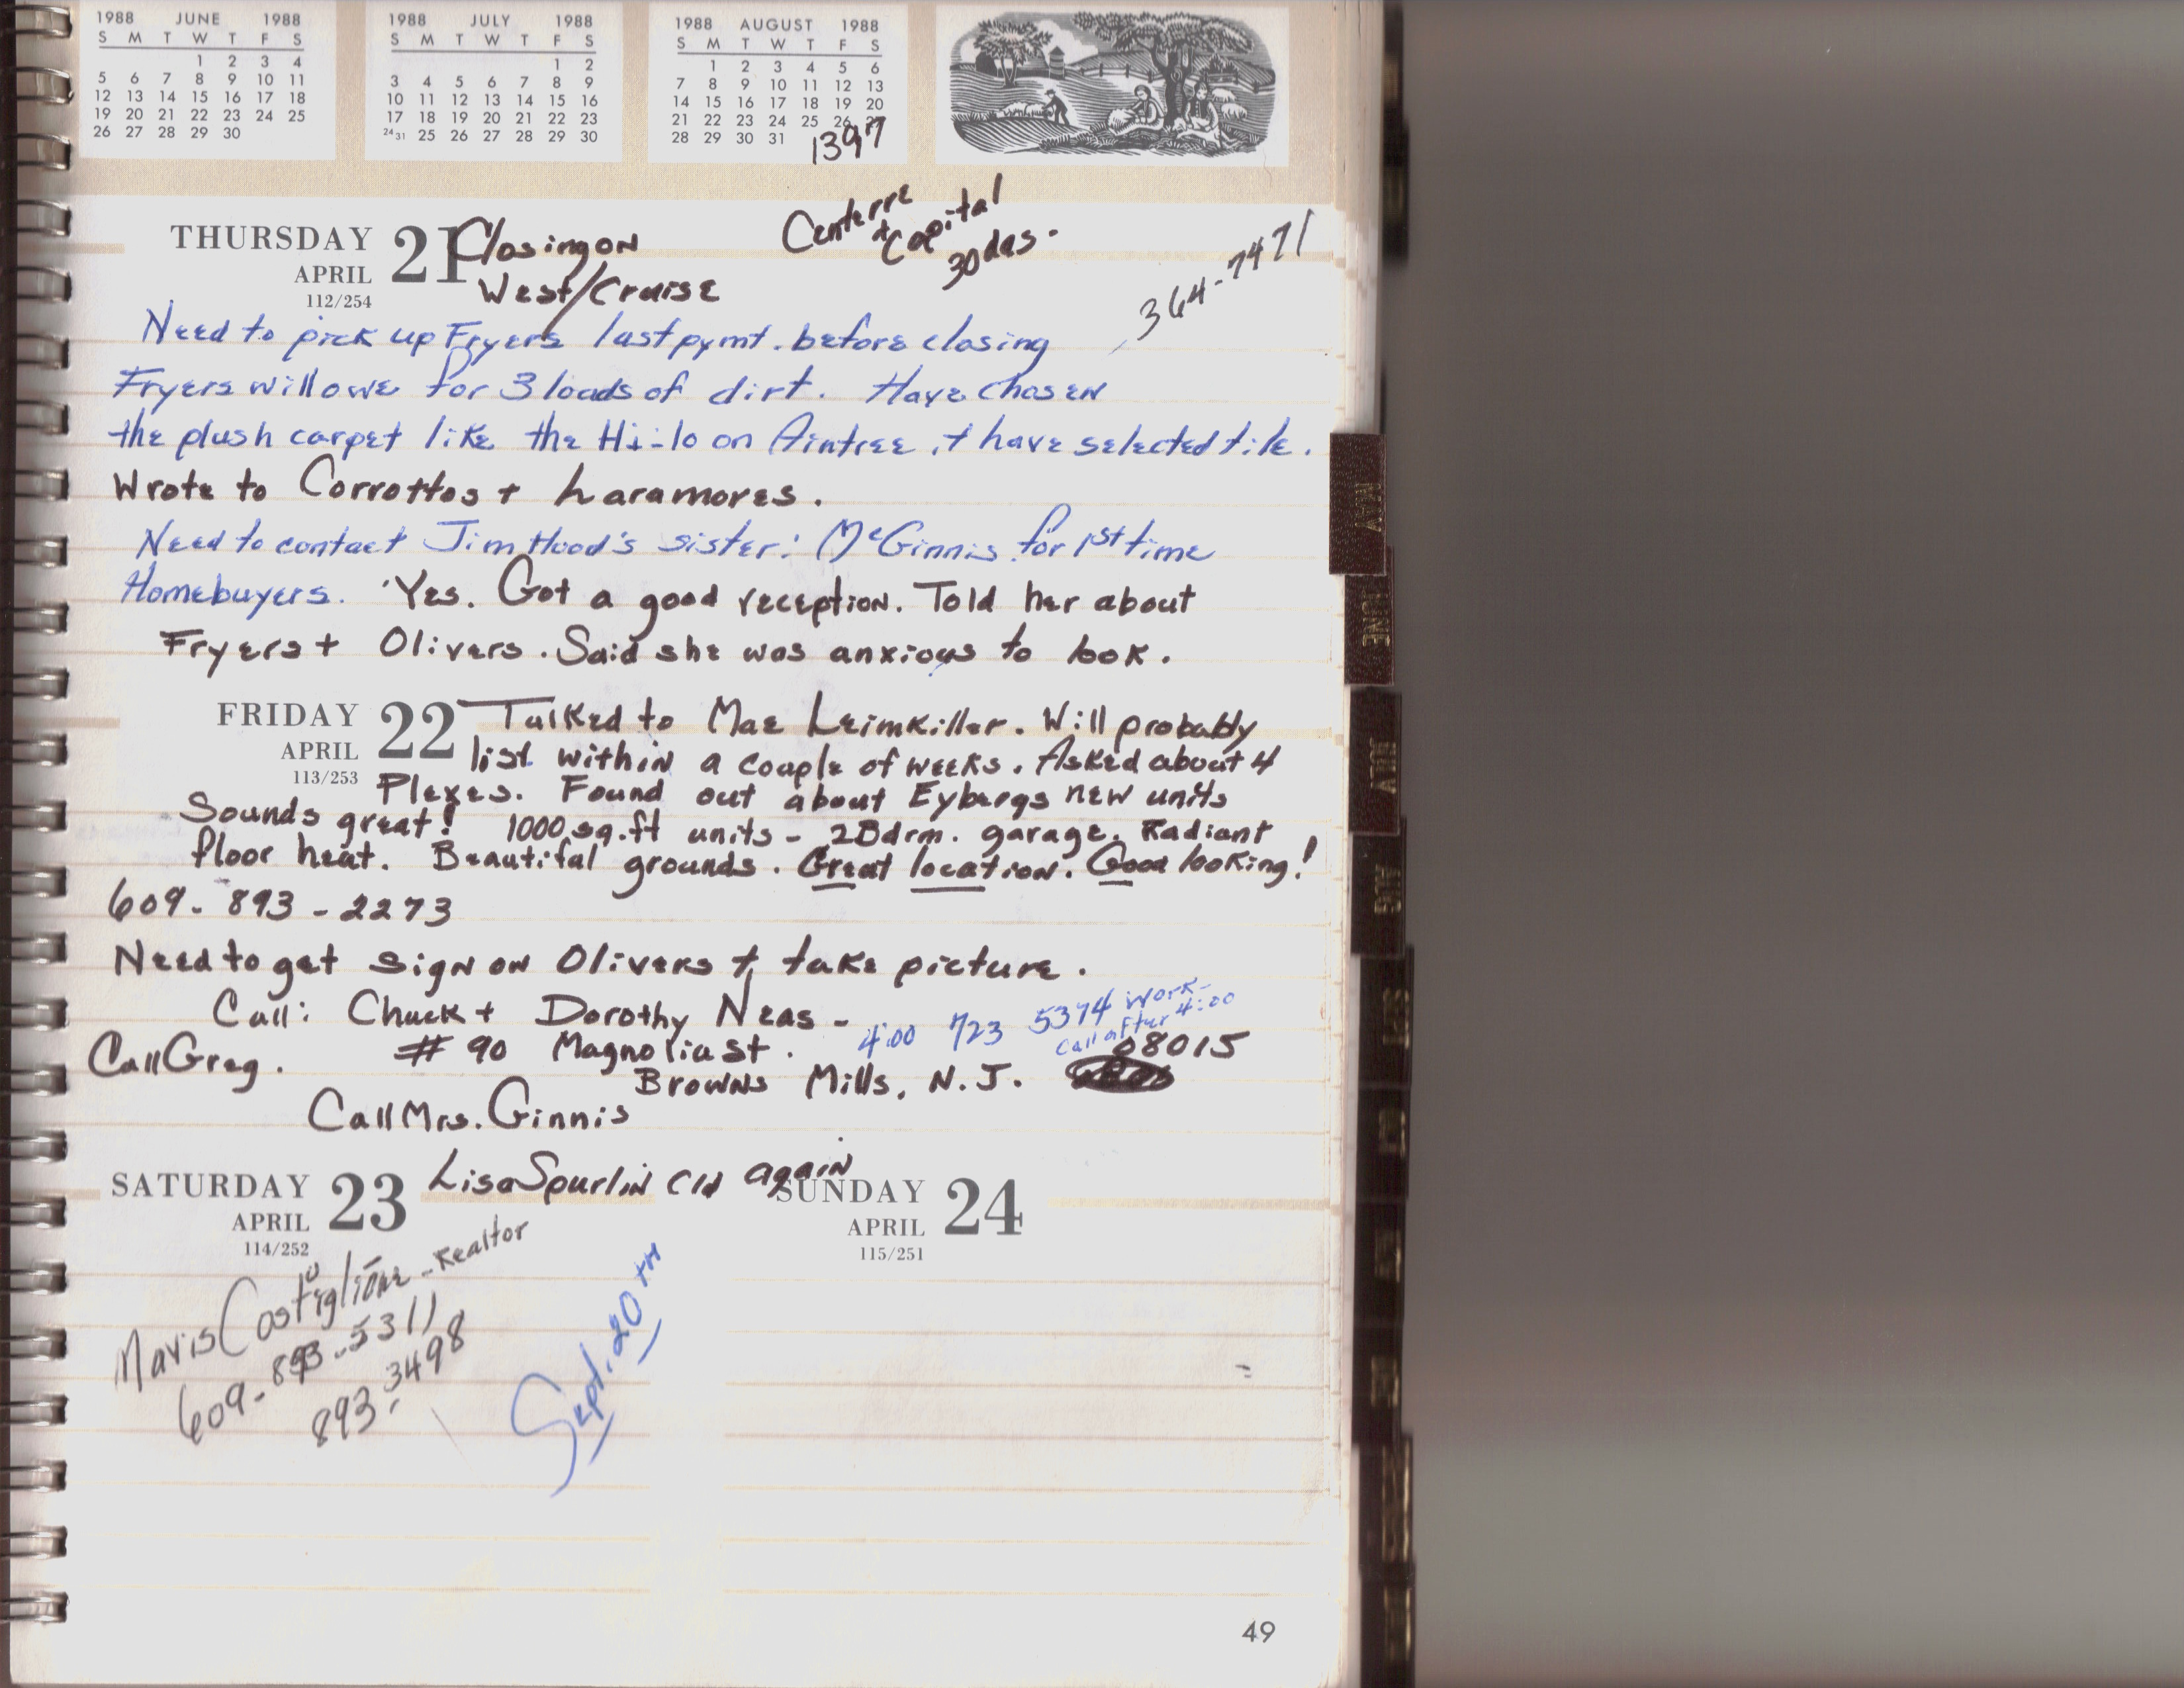 1988 JUNE 1988
S M T W T F S
1 2 3 4
5 6 7 8 9 10 11
12 13 14 15 16 17 18
19 20 21 22 23 24 25
26 27 28 29 30
1988 JULY 1988
S M T W T F S
1 2
3 4 5 6 7 8 9
10 11 12 13 14 15 16
17 18 19 20 21 22 23
24 31 25 26 27 28 29 30
1988 AUGUST 1988
S M T W T F S
1 2 3 4 5 6
7 8 9 10 11 12 13
14 15 16 17 18 19 20
21 22 23 24 25 26 27
28 29 30 31
1397
THURSDAY 21
APRIL
112/254
Closing on
West/Cruise
Centerre
+ Capital
30 das.
364-7471
Need to pick up Fryers last pymt. before closing
Fryers will owe for 3 loads of dirt. Have chosen
the plush carpet like the Hi-lo on Aintree, + have selected tile.
Wrote to Corrottos + Laramores.
Need to contact Jim Hood's sister: McGinnis for 1st time
Homebuyers. Yes. Got a good reception. Told her about
Fryers + Olivers. Said she was anxious to look.
FRIDAY 22
APRIL
113/253
Talked to Mae Leimkiller. Will probably
list within a couple of weeks. Asked about 4
Plexes. Found out about Eybergs new units
Sounds great! 1000 sq.ft units - 2Bdrm. garage. Radiant
floor heat. Beautiful grounds. Great location. Good looking!
609-893-2273
Need to get sign on Olivers + take picture.
Call: Chuck + Dorothy Neas -
4:00 723 5374 work-
Call after 4:00
# 90 Magnolia St.
08015
Call Greg.
Browns Mills, N.J.
Call Mrs. Ginnis
SATURDAY 23
APRIL
114/252
Lisa Spurlin cld again
SUNDAY 24
APRIL
115/251
Mavis Costiglione - Realtor
609-893-5311
893-3498
Sept. 20TH
MAY
JUNE
JULY
AUG
SEPT
OCT
49